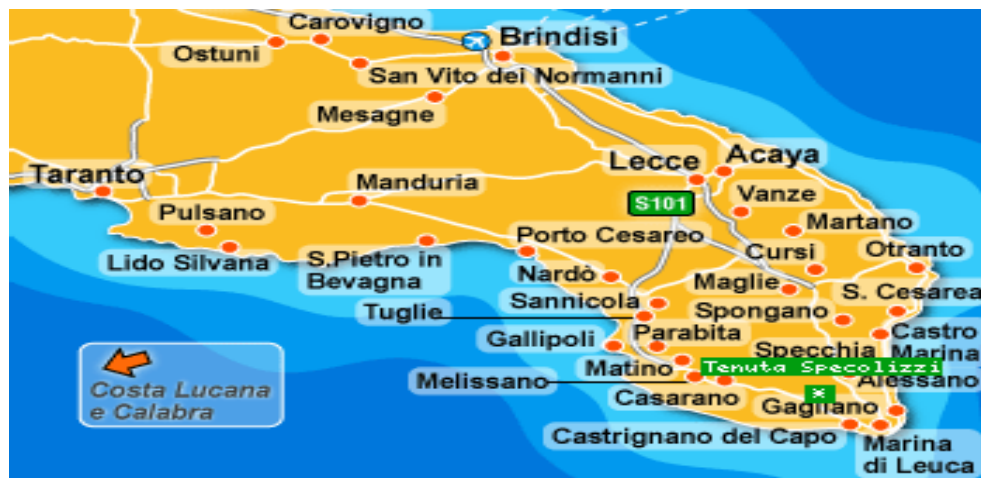 Carovigno
Brindisi
Ostuni
San Vito dei Normanni
Mesagne
Lecce
Acaya
Taranto
Manduria
Vanze
S101
Pulsano
Martano
Porto Cesareo
Cursi
Otranto
Lido Silvana
S.Pietro in
Bevagna
Nardò
Maglie
S. Cesarea
Sannicola
Tuglie
Spongano
Gallipoli
Parabita
Castro
Marina
Specchia
Matino
Tenuta Specolizzi
Melissano
Alessano
Casarano
*
Gagliano
Costa Lucana
e Calabra
Castrignano del Capo
Marina
di Leuca